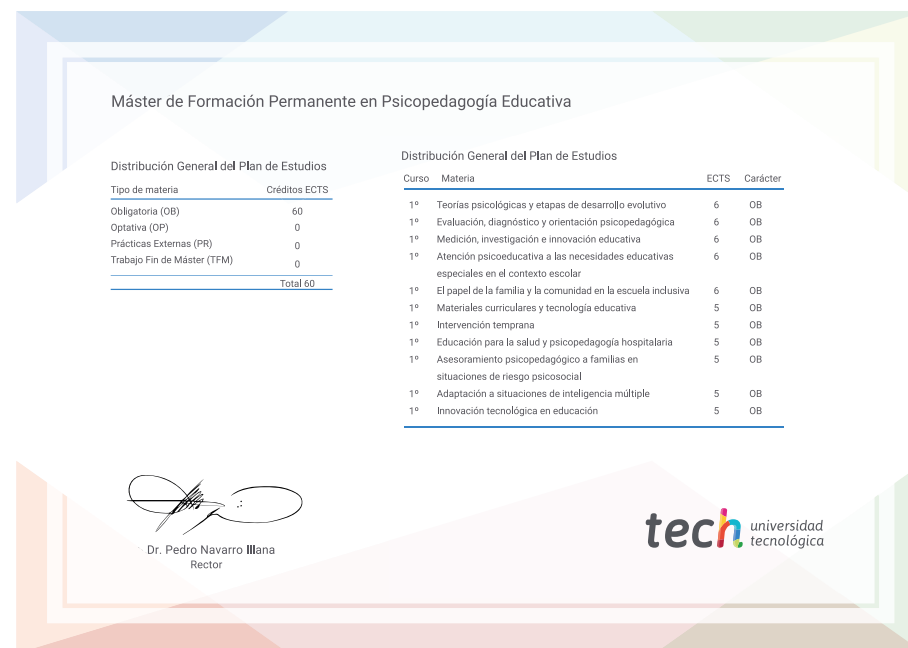 Máster de Formación Permanente en Psicopedagogía Educativa
Distribución General del Plan de Estudios
Tipo de materia Créditos ECTS
Obligatoria (OB) 60
Optativa (OP) 0
Prácticas Externas (PR) 0
Trabajo Fin de Máster (TFM) 0
Total 60
Distribución General del Plan de Estudios
Curso Materia ECTS Carácter
1º Teorías psicológicas y etapas de desarrollo evolutivo 6 OB
1º Evaluación, diagnóstico y orientación psicopedagógica 6 OB
1º Medición, investigación e innovación educativa 6 OB
1º Atención psicoeducativa a las necesidades educativas 6 OB
especiales en el contexto escolar
1º El papel de la familia y la comunidad en la escuela inclusiva 6 OB
1º Materiales curriculares y tecnología educativa 5 OB
1º Intervención temprana 5 OB
1º Educación para la salud y psicopedagogía hospitalaria 5 OB
1º Asesoramiento psicopedagógico a familias en 5 OB
situaciones de riesgo psicosocial
1º Adaptación a situaciones de inteligencia múltiple 5 OB
1º Innovación tecnológica en educación 5 OB
Dr. Pedro Navarro Illana
Rector
tech universidad
tecnológica